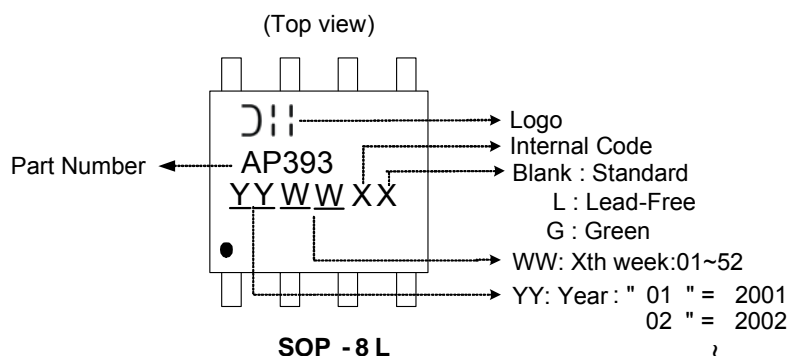 (Top view)
Logo
Internal Code
Part Number
AP393
Blank : Standard
YYWWXX
L : Lead-Free
G : Green
WW: Xth week:01~52
YY: Year : " 01 " = 2001
02 " = 2002
~
SOP - 8 L